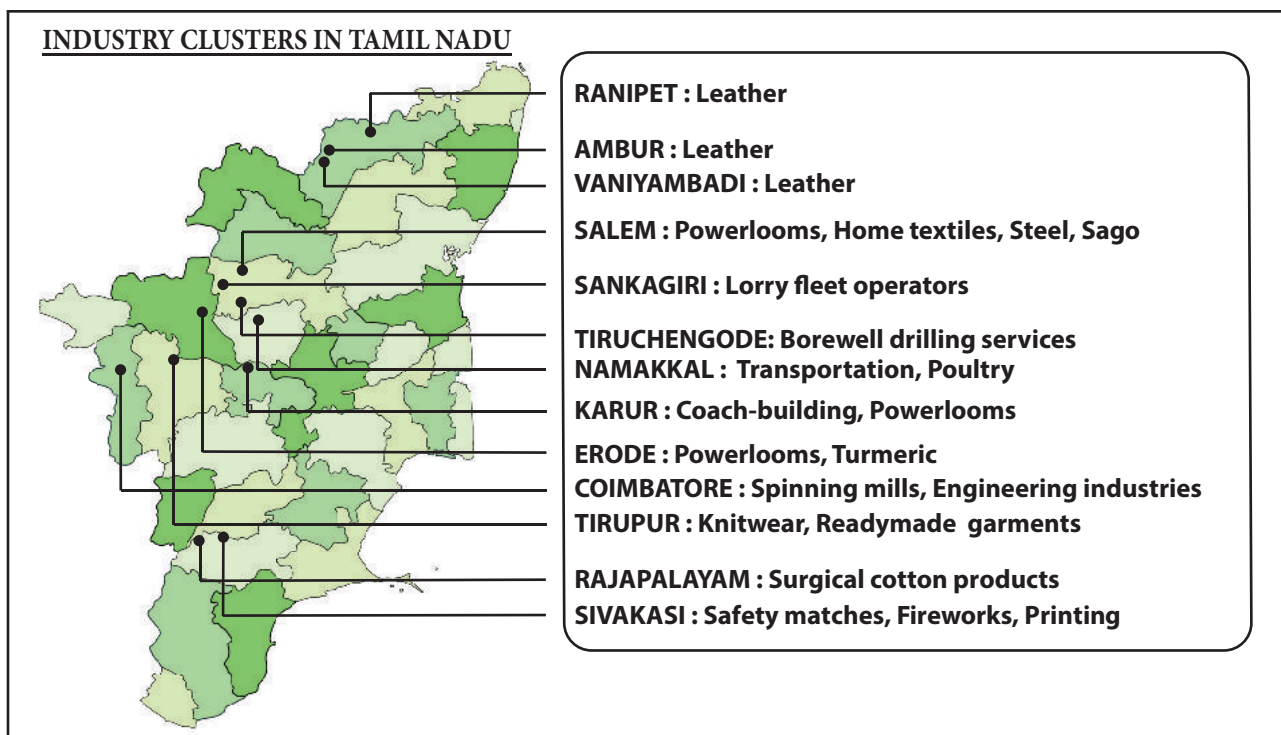 INDUSTRY CLUSTERS IN TAMIL NADU
RANIPET : Leather
AMBUR : Leather
VANIYAMBADI : Leather
SALEM : Powerlooms, Home textiles, Steel, Sago
SANKAGIRI : Lorry fleet operators
TIRUCHENGODE: Borewell drilling services
NAMAKKAL : Transportation, Poultry
KARUR : Coach-building, Powerlooms
ERODE : Powerlooms, Turmeric
COIMBATORE : Spinning mills, Engineering industries
TIRUPUR : Knitwear, Readymade garments
RAJAPALAYAM : Surgical cotton products
SIVAKASI : Safety matches, Fireworks, Printing